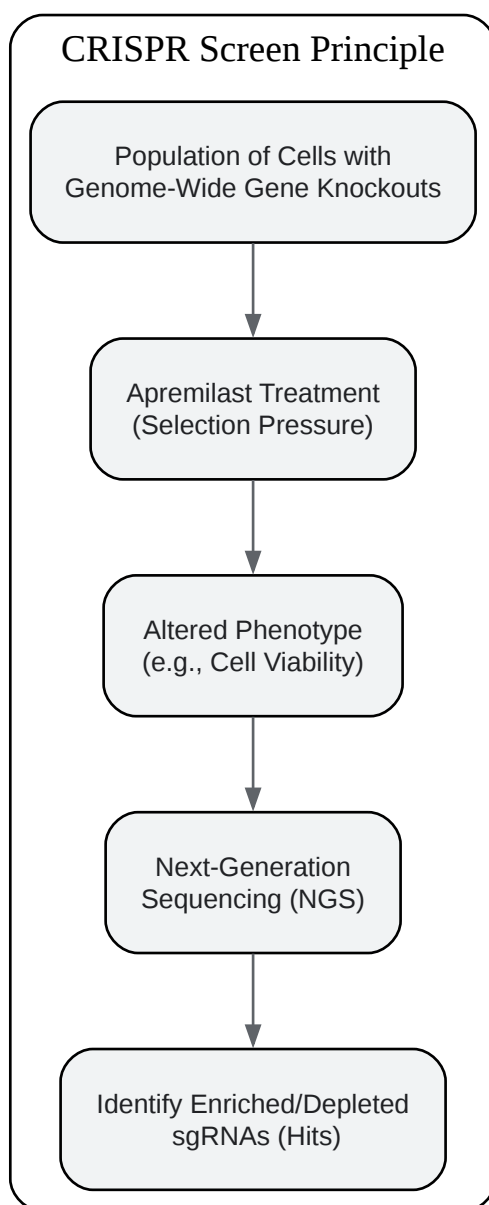 CRISPR Screen Principle
Population of Cells with
Genome-Wide Gene Knockouts
Apremilast Treatment
(Selection Pressure)
Altered Phenotype
(e.g., Cell Viability)
Next-Generation
Sequencing (NGS)
Identify Enriched/Depleted
sgRNAs (Hits)